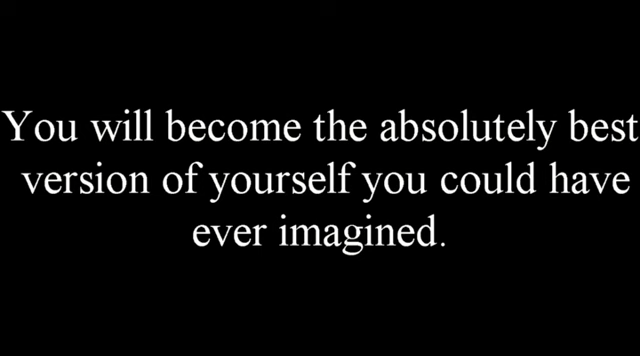 You will become the absolutely best
version of yourself you could have
ever imagined.